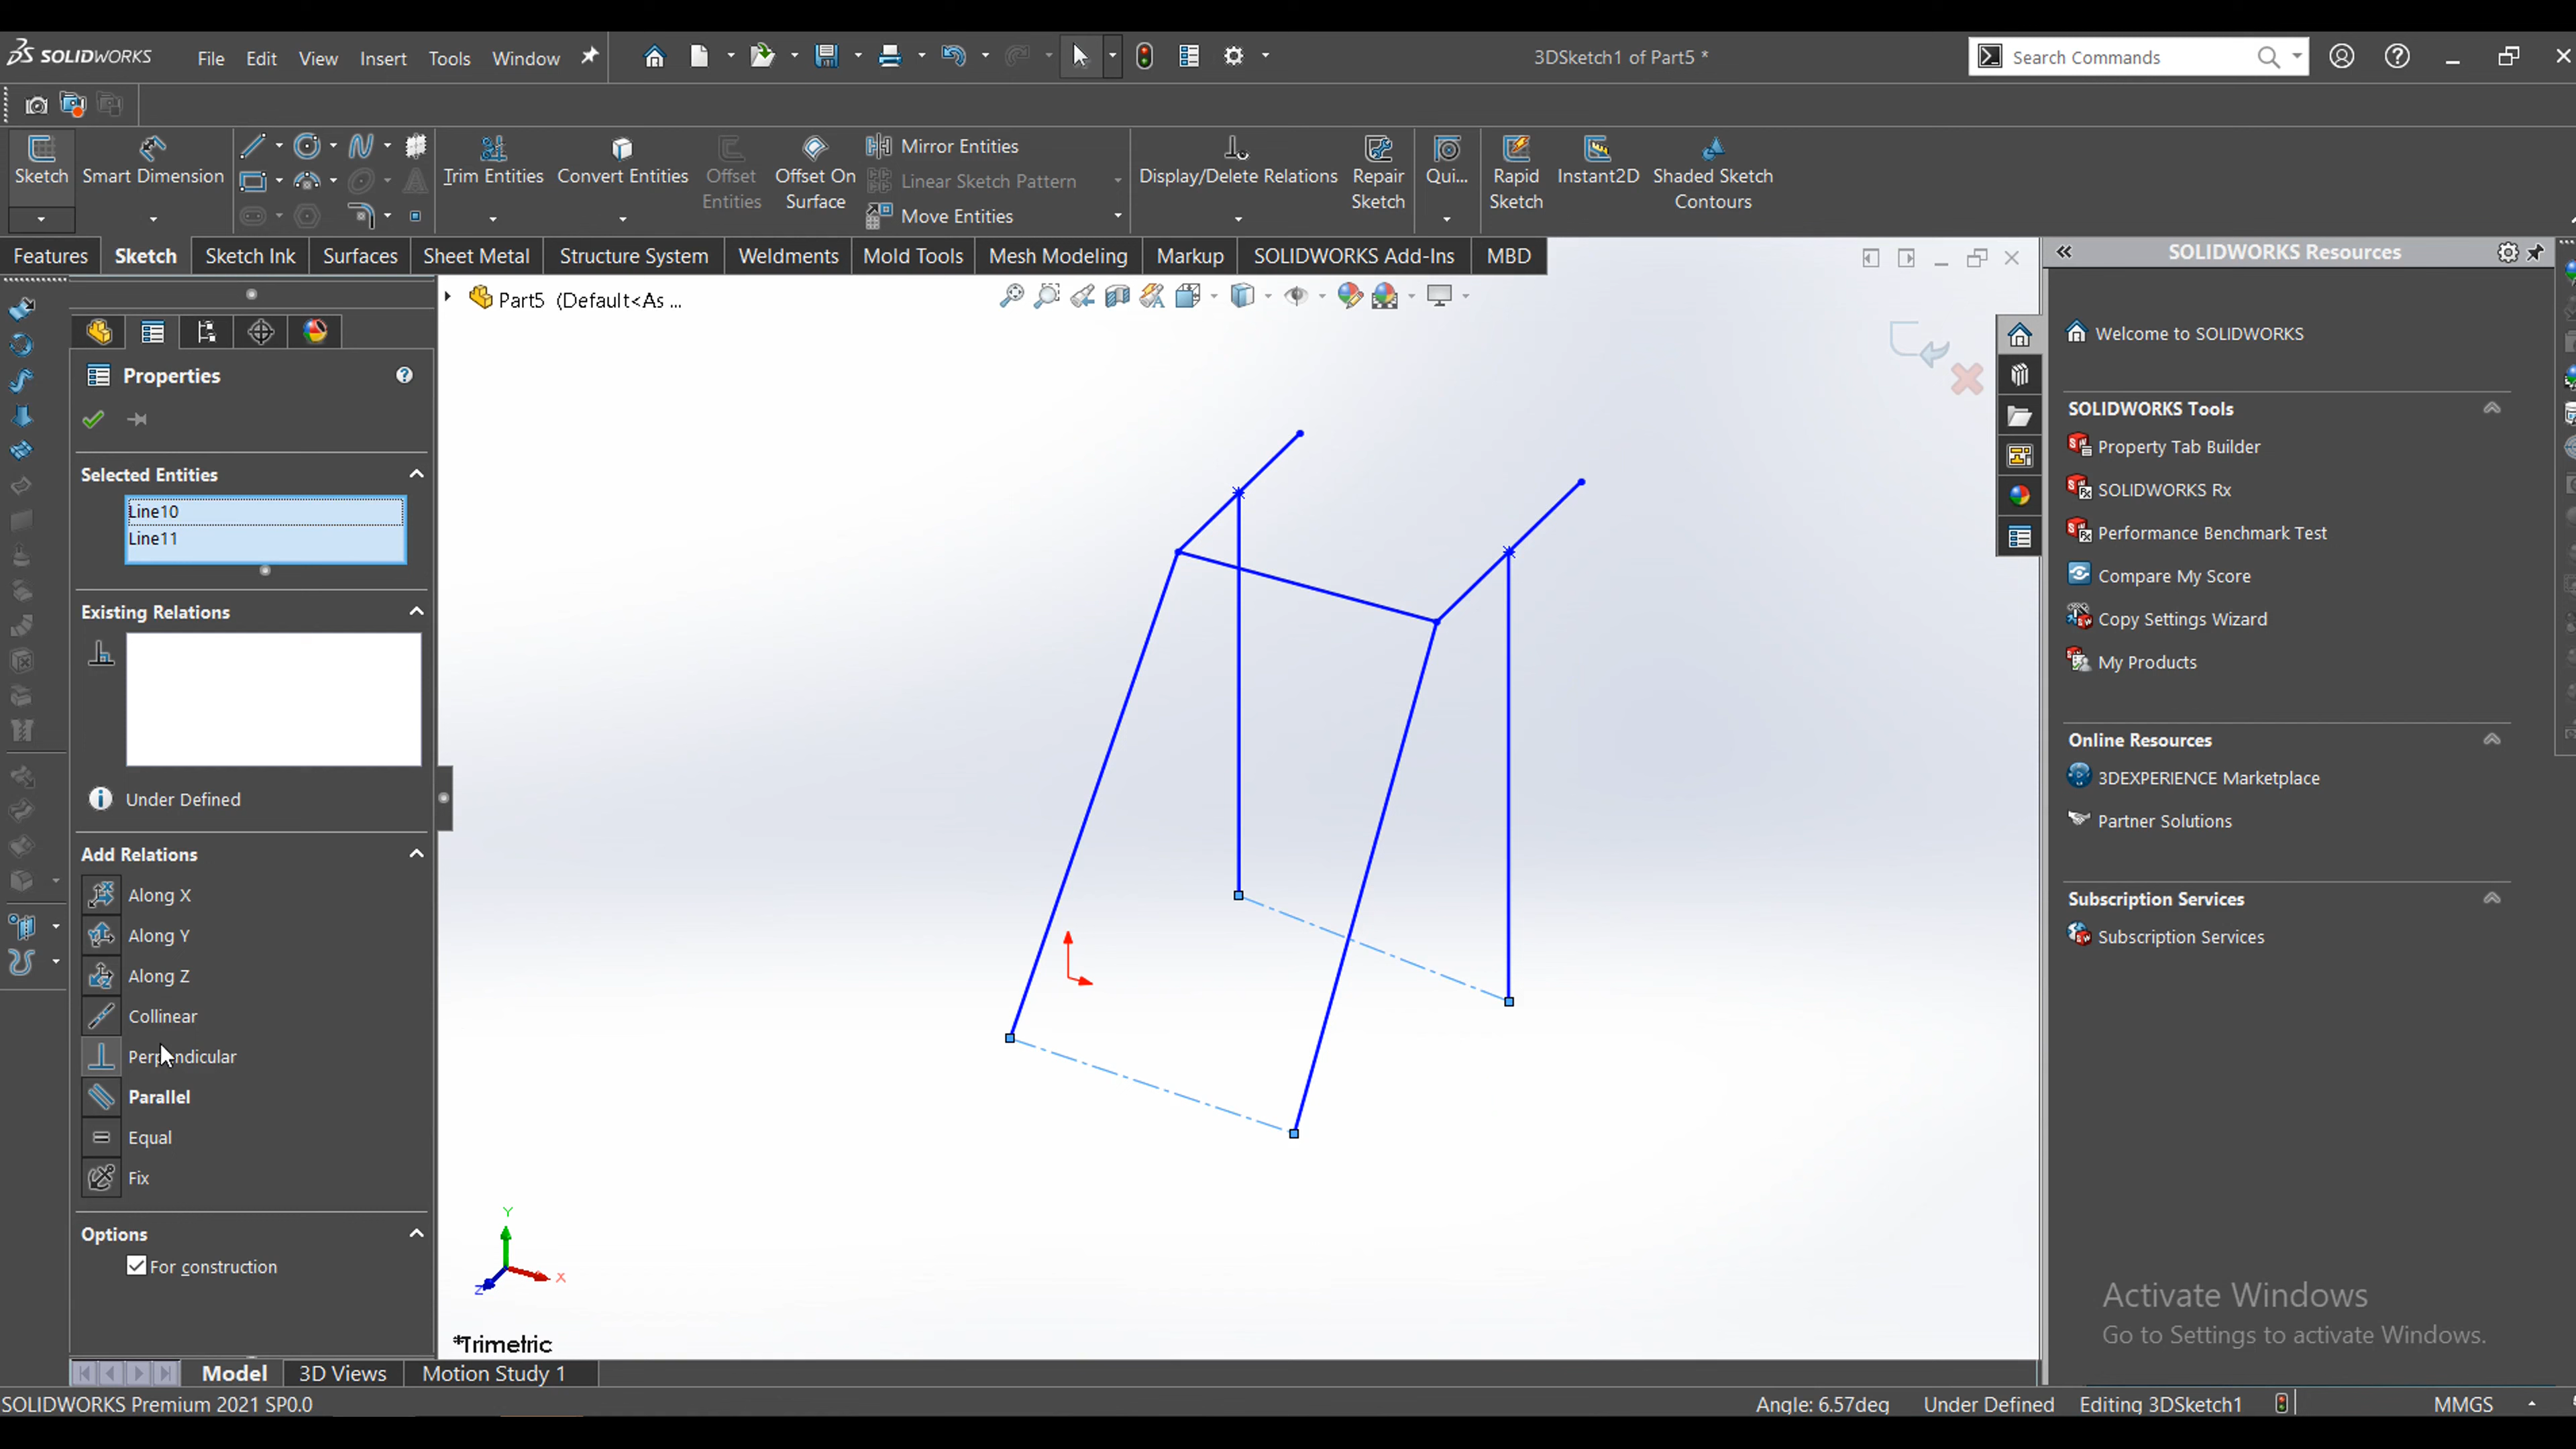 SOLIDWORKS File Edit View Insert Tools Window 3DSketch1 of Part5 * Search Commands
Sketch Smart Dimension Trim Entities Convert Entities Offset Entities Offset On Surface Mirror Entities Linear Sketch Pattern Move Entities Display/Delete Relations Repair Sketch Qui... Rapid Sketch Instant2D Shaded Sketch Contours
Features Sketch Sketch Ink Surfaces Sheet Metal Structure System Weldments Mold Tools Mesh Modeling Markup SOLIDWORKS Add-Ins MBD
Part5 (Default<As ...
Properties
Selected Entities
Line10
Line11
Existing Relations
Under Defined
Add Relations
Along X
Along Y
Along Z
Collinear
Perpendicular
Parallel
Equal
Fix
Options
For construction
Y
X
Z
*Trimetric
SOLIDWORKS Resources
Welcome to SOLIDWORKS
SOLIDWORKS Tools
Property Tab Builder
SOLIDWORKS Rx
Performance Benchmark Test
Compare My Score
Copy Settings Wizard
My Products
Online Resources
3DEXPERIENCE Marketplace
Partner Solutions
Subscription Services
Subscription Services
Activate Windows
Go to Settings to activate Windows.
Model 3D Views Motion Study 1
SOLIDWORKS Premium 2021 SP0.0 Angle: 6.57deg Under Defined Editing 3DSketch1 MMGS